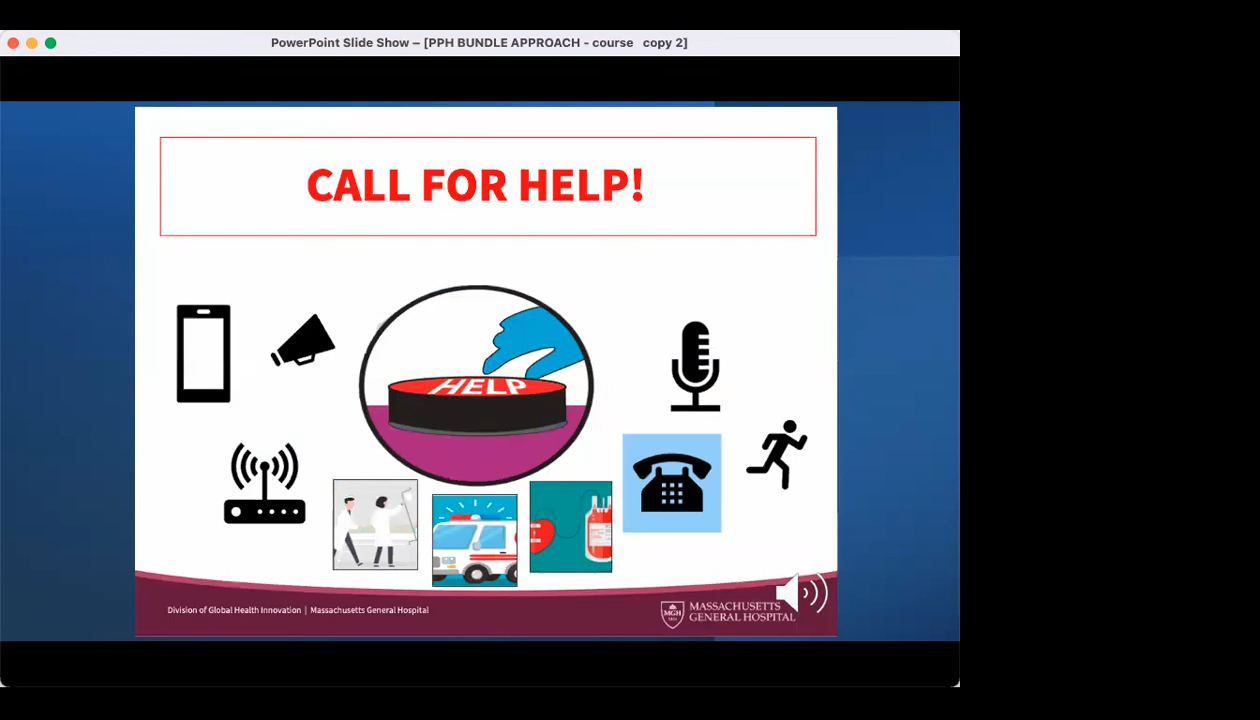 PowerPoint Slide Show – [PPH BUNDLE APPROACH - course  copy 2]
CALL FOR HELP!
HELP
Division of Global Health Innovation | Massachusetts General Hospital
MGH
MASSACHUSETTS
GENERAL HOSPITAL